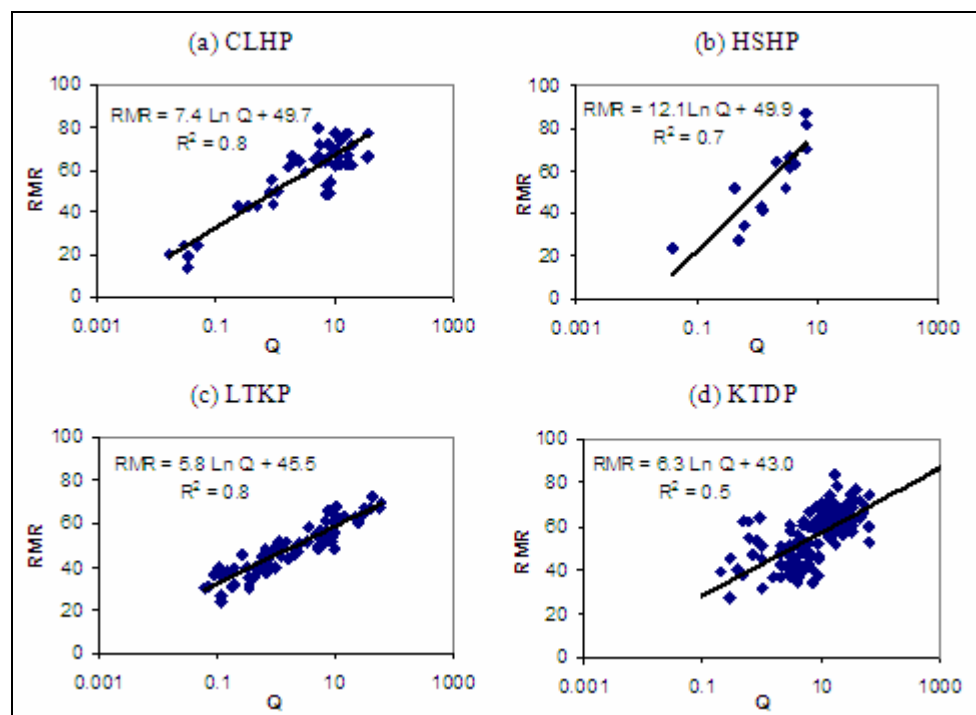 (a) CLHP
100
80
60
40
20
0
RMR
RMR = 7.4 Ln Q + 49.7
R² = 0.8
0.001 0.1 10 1000
Q
(b) HSHP
100
80
60
40
20
0
RMR
RMR = 12.1Ln Q + 49.9
R² = 0.7
0.001 0.1 10 1000
Q
(c) LTKP
100
80
60
40
20
0
RMR
RMR = 5.8 Ln Q + 45.5
R² = 0.8
0.001 0.1 10 1000
Q
(d) KTDP
100
80
60
40
20
0
RMR
RMR = 6.3 Ln Q + 43.0
R² = 0.5
0.001 0.1 10 1000
Q